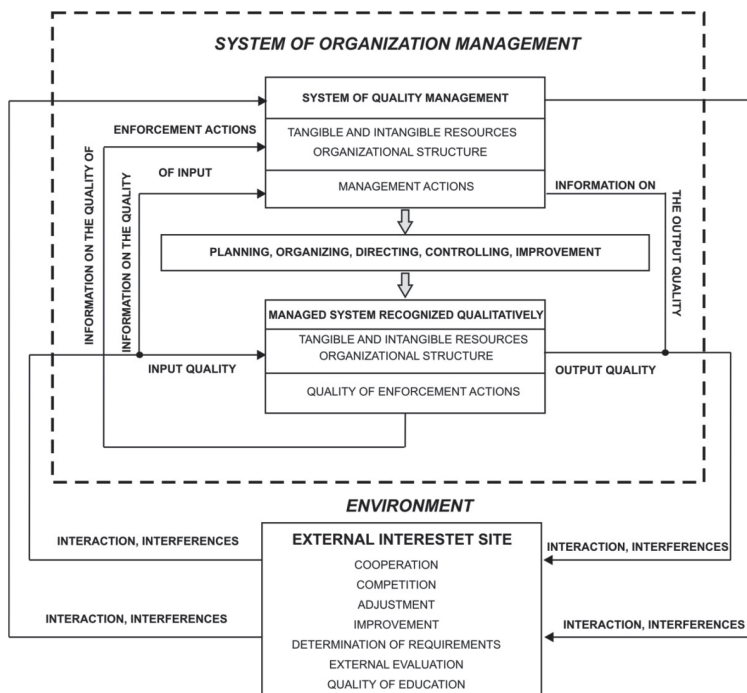 SYSTEM OF ORGANIZATION MANAGEMENT
SYSTEM OF QUALITY MANAGEMENT
ENFORCEMENT ACTIONS
TANGIBLE AND INTANGIBLE RESOURCES
ORGANIZATIONAL STRUCTURE
OF INPUT
MANAGEMENT ACTIONS
INFORMATION ON
THE OUTPUT QUALITY
INFORMATION ON THE QUALITY OF
INFORMATION ON THE QUALITY
PLANNING, ORGANIZING, DIRECTING, CONTROLLING, IMPROVEMENT
MANAGED SYSTEM RECOGNIZED QUALITATIVELY
TANGIBLE AND INTANGIBLE RESOURCES
ORGANIZATIONAL STRUCTURE
INPUT QUALITY
OUTPUT QUALITY
QUALITY OF ENFORCEMENT ACTIONS
ENVIRONMENT
EXTERNAL INTERESTET SITE
INTERACTION, INTERFERENCES
INTERACTION, INTERFERENCES
COOPERATION
COMPETITION
ADJUSTMENT
IMPROVEMENT
INTERACTION, INTERFERENCES
INTERACTION, INTERFERENCES
DETERMINATION OF REQUIREMENTS
EXTERNAL EVALUATION
QUALITY OF EDUCATION